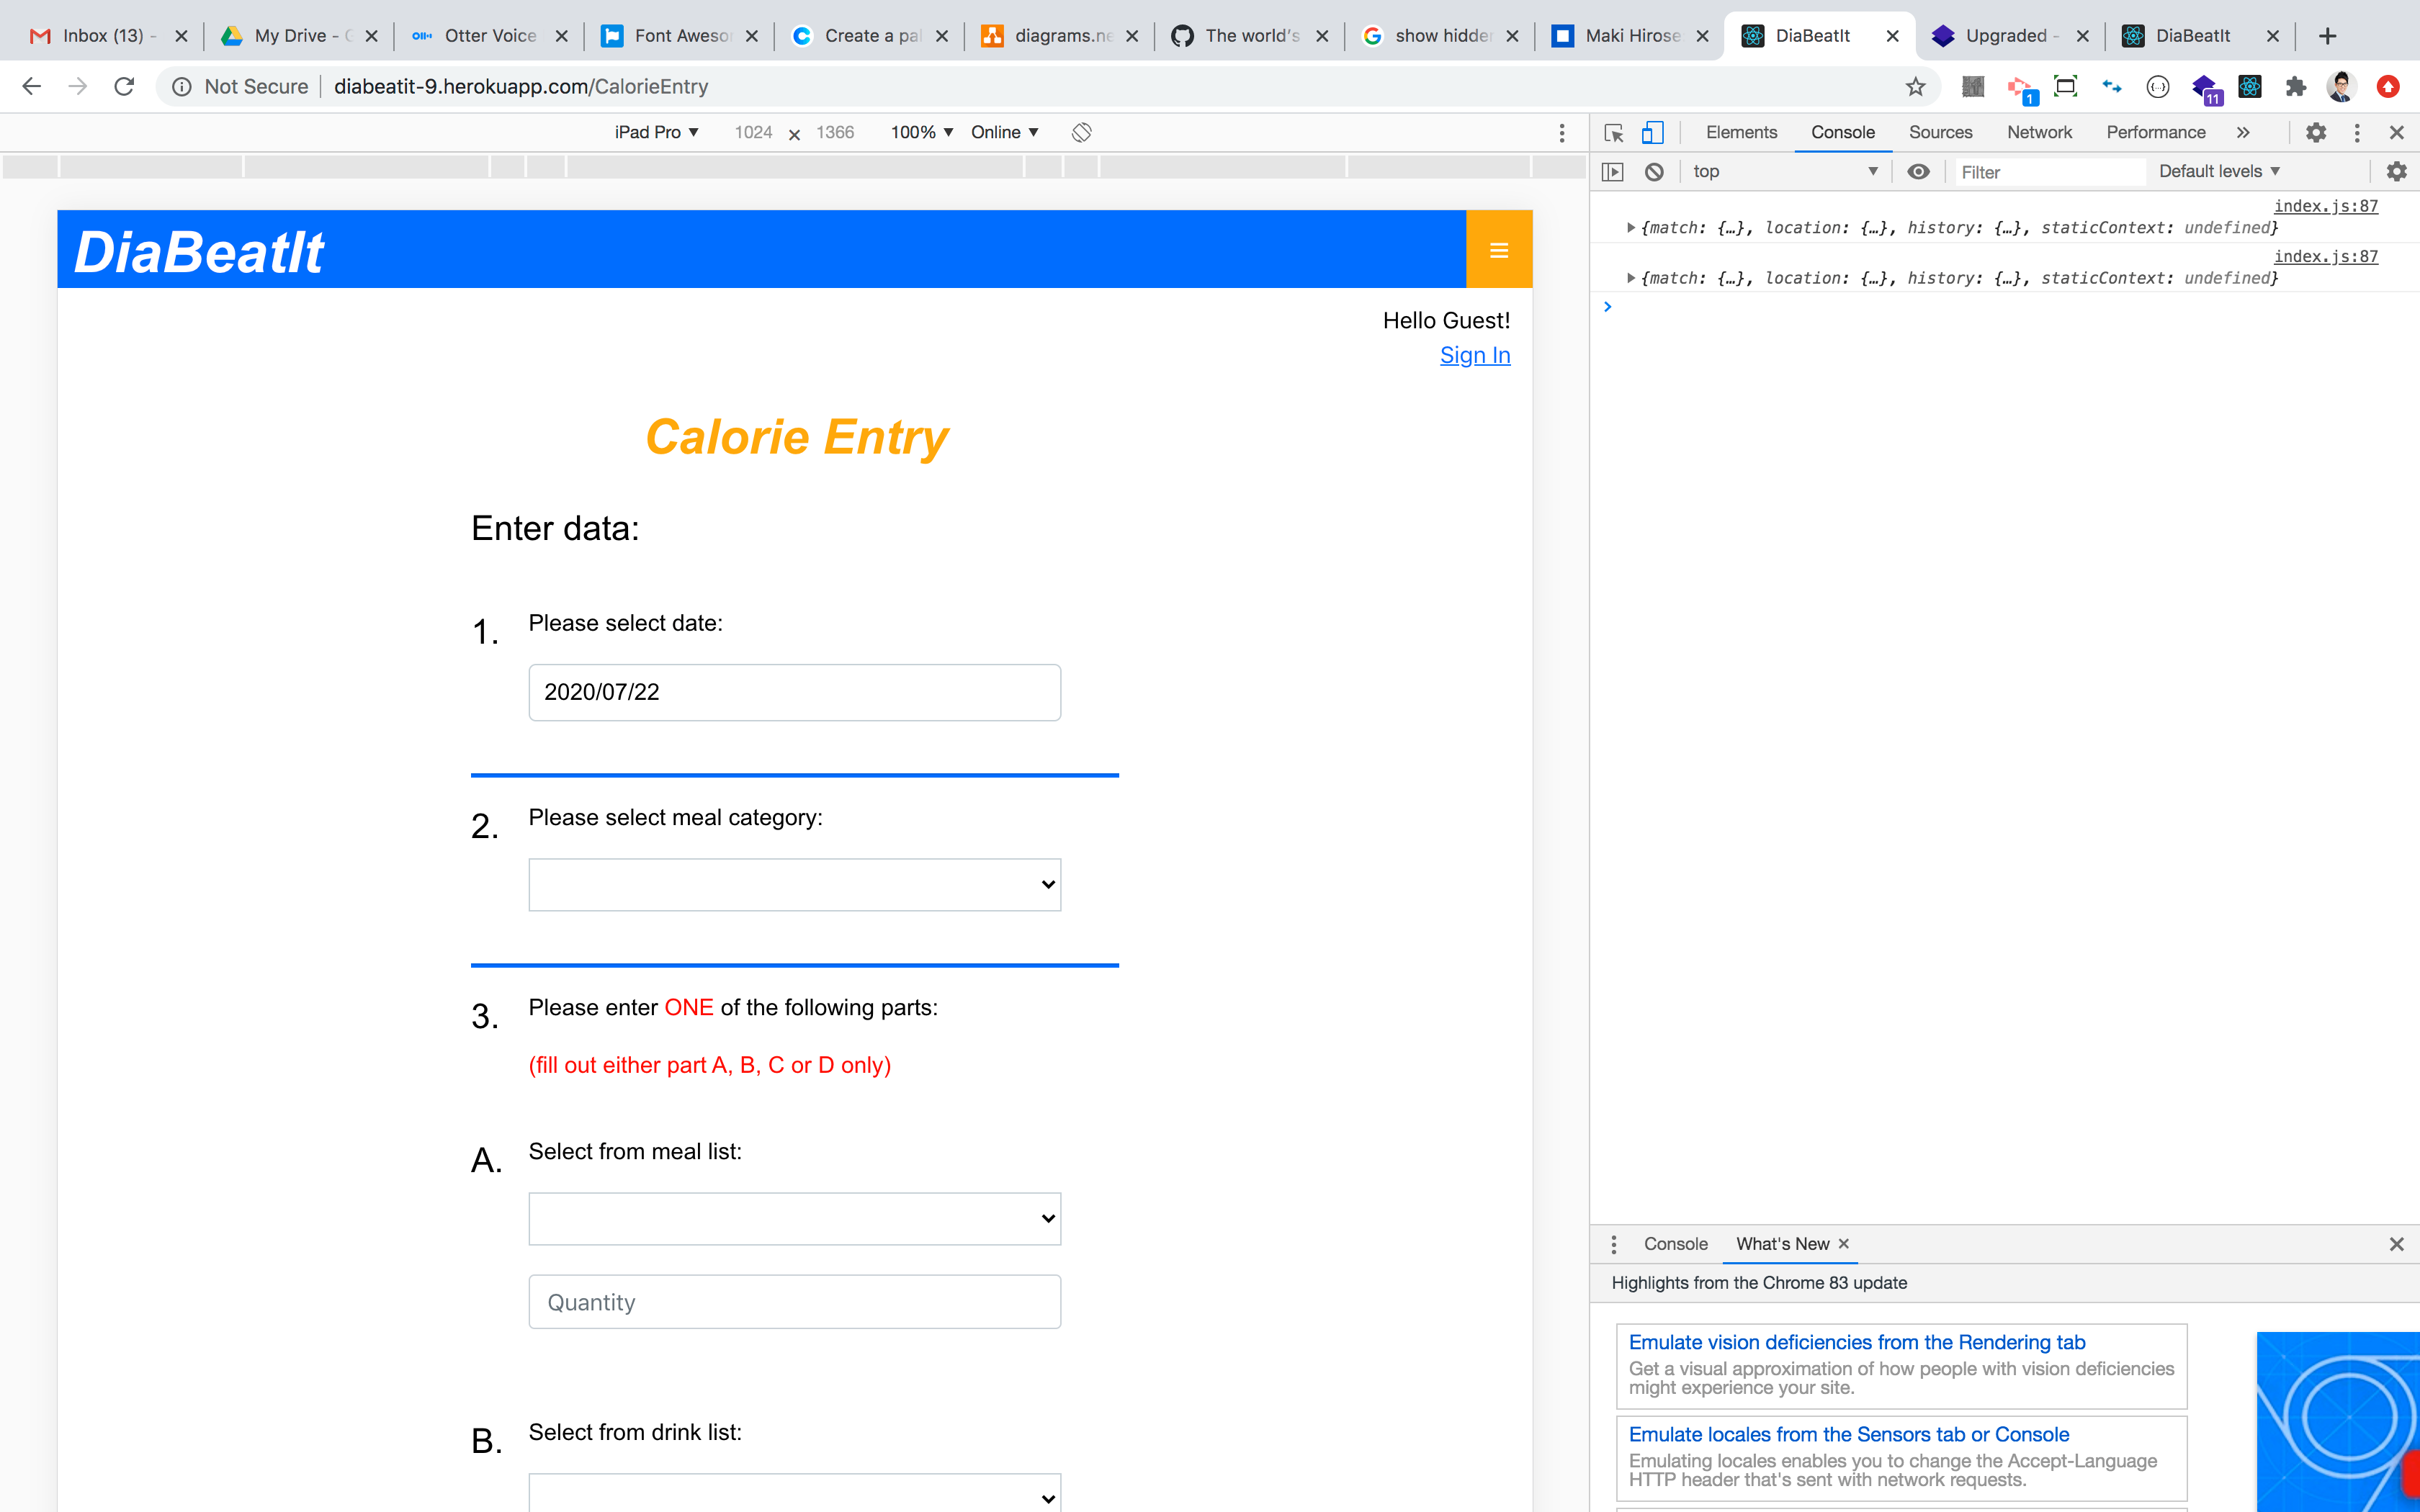 Inbox (13) -
My Drive -
Otter Voice
Font Aweso
Create a pal
diagrams.ne
The world's
show hidde
Maki Hirose
DiaBeatIt
Upgraded -
DiaBeatIt
Not Secure
diabeatit-9.herokuapp.com/CalorieEntry
1
11
iPad Pro ▼ 1024 × 1366 100% ▼ Online ▼
Elements Console Sources Network Performance »
top ▼ Filter Default levels ▼
index.js:87
▶{match: {…}, location: {…}, history: {…}, staticContext: undefined}
index.js:87
▶{match: {…}, location: {…}, history: {…}, staticContext: undefined}
>
DiaBeatIt
Hello Guest!
Sign In
Calorie Entry
Enter data:
1. Please select date:
2020/07/22
2. Please select meal category:
3. Please enter ONE of the following parts:
(fill out either part A, B, C or D only)
A. Select from meal list:
Quantity
B. Select from drink list:
Console What's New ×
Highlights from the Chrome 83 update
Emulate vision deficiencies from the Rendering tab
Get a visual approximation of how people with vision deficiencies
might experience your site.
Emulate locales from the Sensors tab or Console
Emulating locales enables you to change the Accept-Language
HTTP header that's sent with network requests.